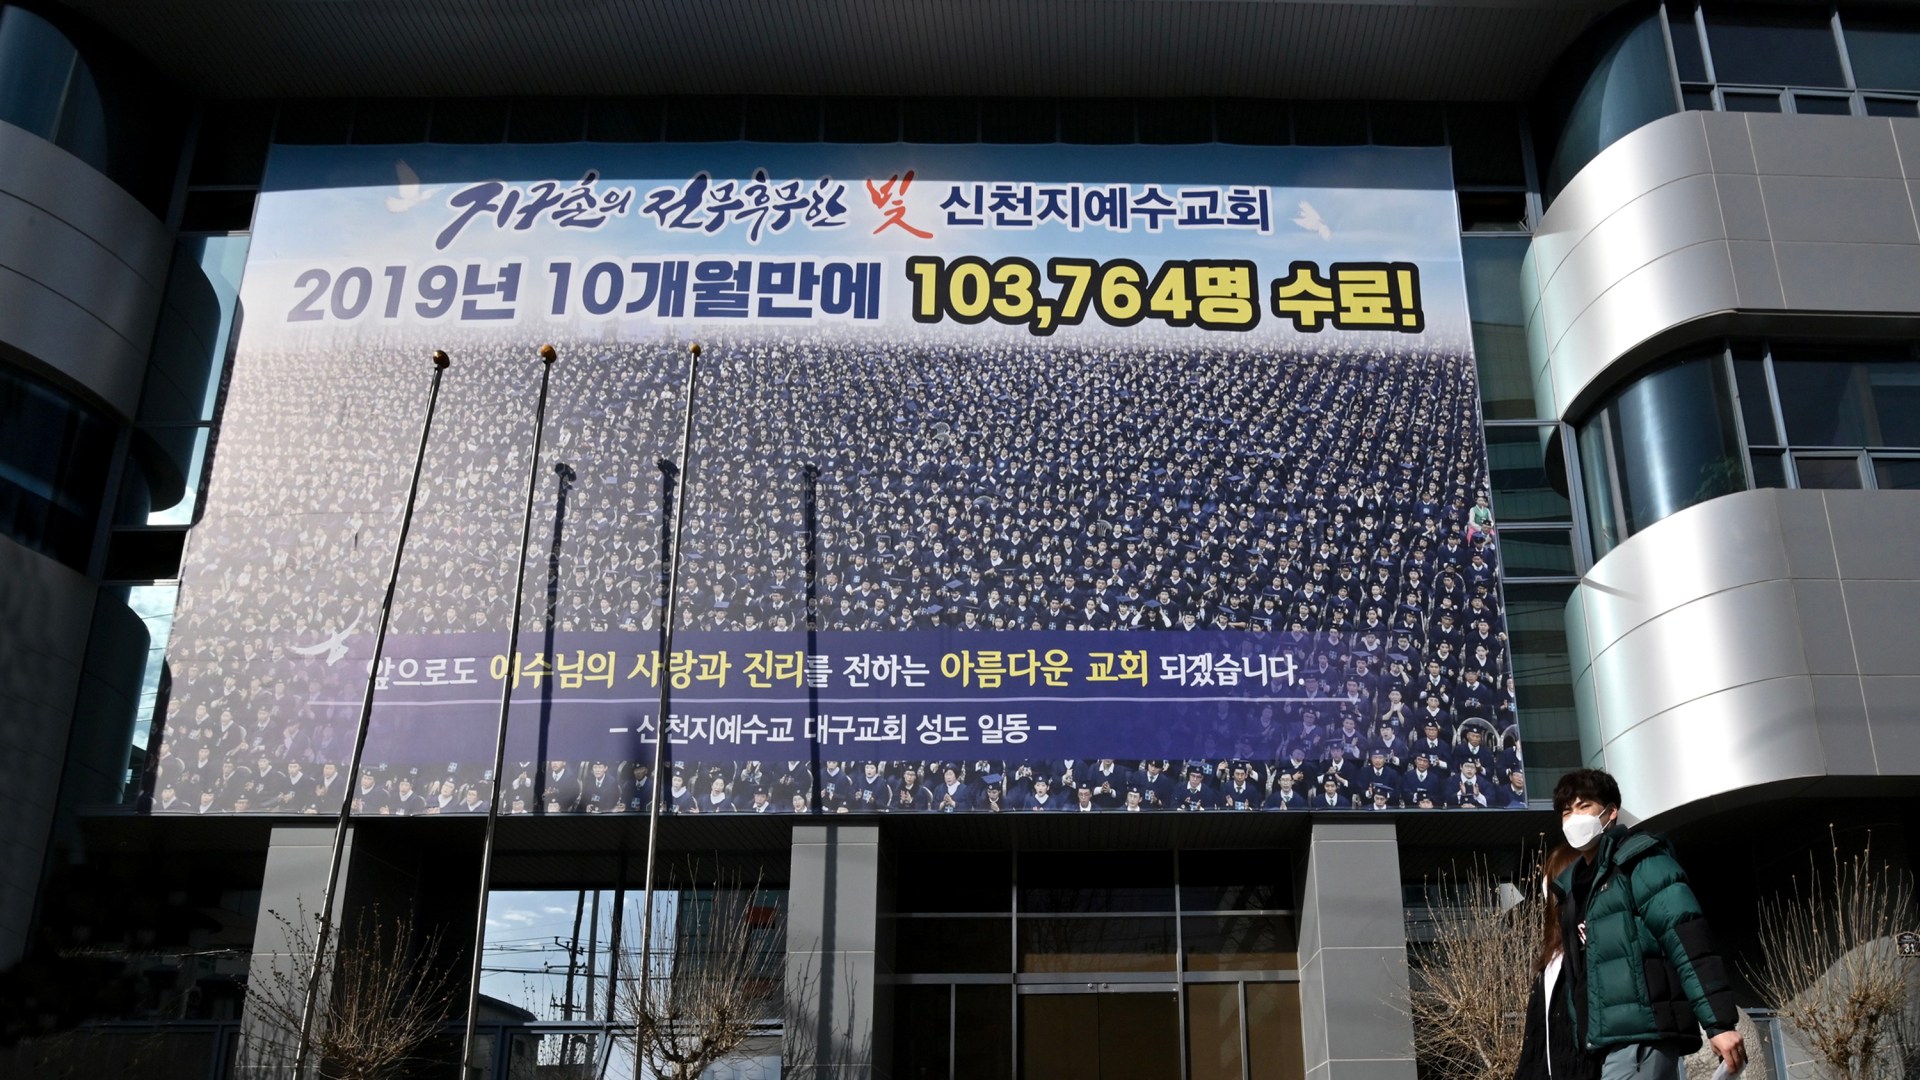 지구촌의 전무후무한 빛 신천지예수교회
2019년 10개월만에 103,764명 수료!
앞으로도 예수님의 사랑과 진리를 전하는 아름다운 교회 되겠습니다.
– 신천지예수교 대구교회 성도 일동 –
31